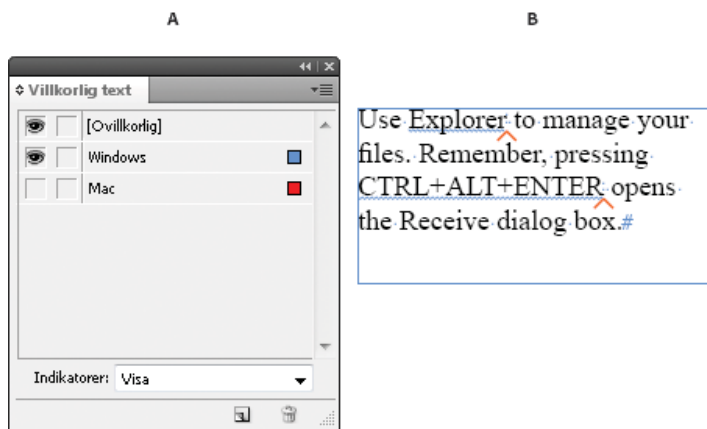 A
B
Villkorlig text
[Ovillkorlig]
Windows
Mac
Indikatorer: Visa
Use Explorer to manage your
files. Remember, pressing
CTRL+ALT+ENTER opens
the Receive dialog box.#